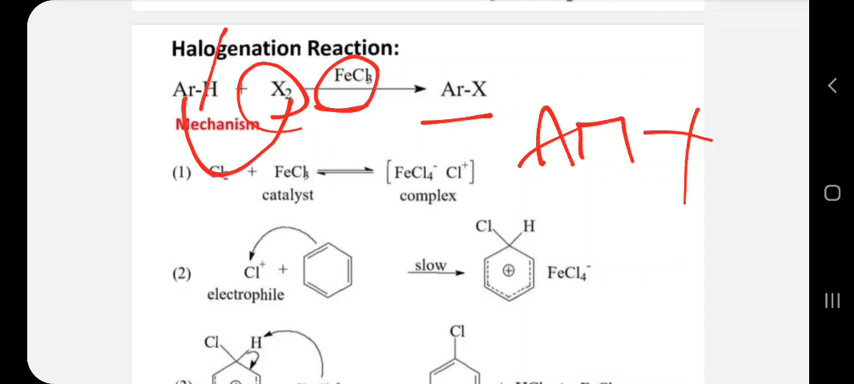 Halogenation Reaction:
FeCl₃
Ar-H + X₂ → Ar-X
Mechanism
(1) Cl₂ + FeCl₃ ⇌ [FeCl₄⁻ Cl⁺]
catalyst complex
Cl H
(2) Cl⁺ + slow ⊕ FeCl₄⁻
electrophile
Cl H Cl